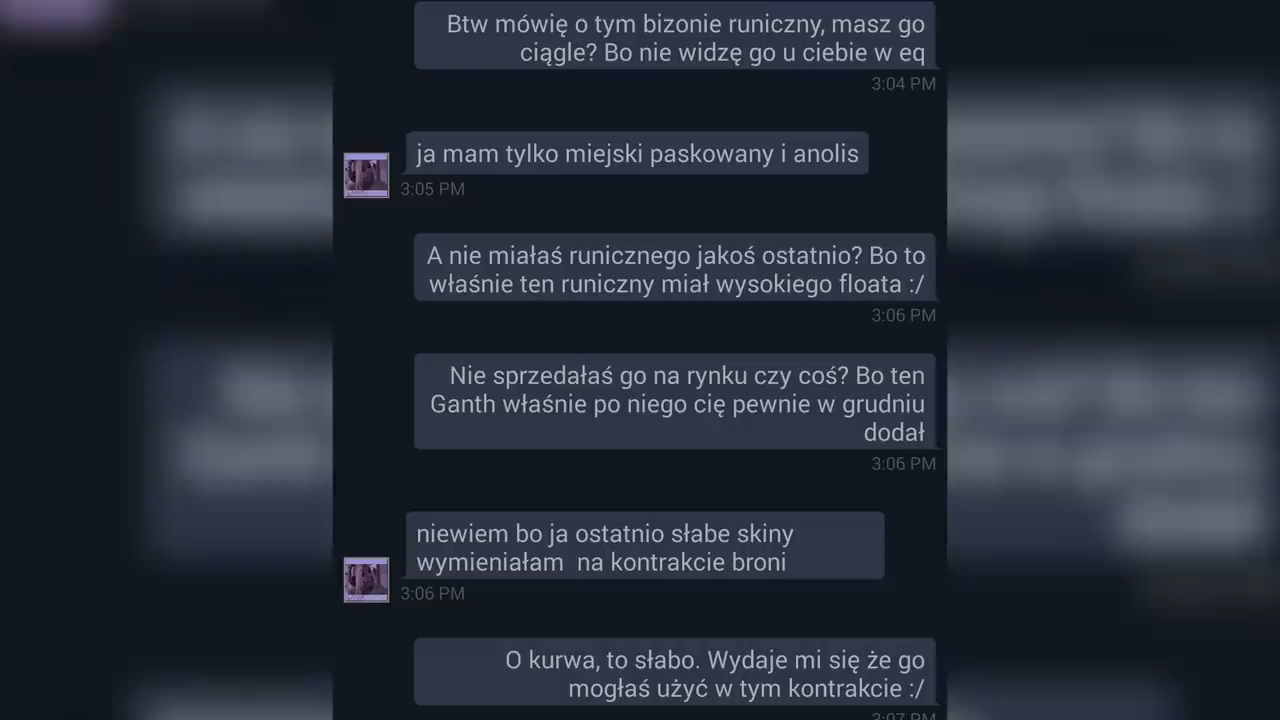 Btw mówię o tym bizonie runiczny, masz go
ciągle? Bo nie widzę go u ciebie w eq
3:04 PM
ja mam tylko miejski paskowany i anolis
3:05 PM
A nie miałaś runicznego jakoś ostatnio? Bo to
właśnie ten runiczny miał wysokiego floata :/
3:06 PM
Nie sprzedałaś go na rynku czy coś? Bo ten
Ganth właśnie po niego cię pewnie w grudniu
dodał
3:06 PM
niewiem bo ja ostatnio słabe skiny
wymieniałam  na kontrakcie broni
3:06 PM
O kurwa, to słabo. Wydaje mi się że go
mogłaś użyć w tym kontrakcie :/
3:07 PM